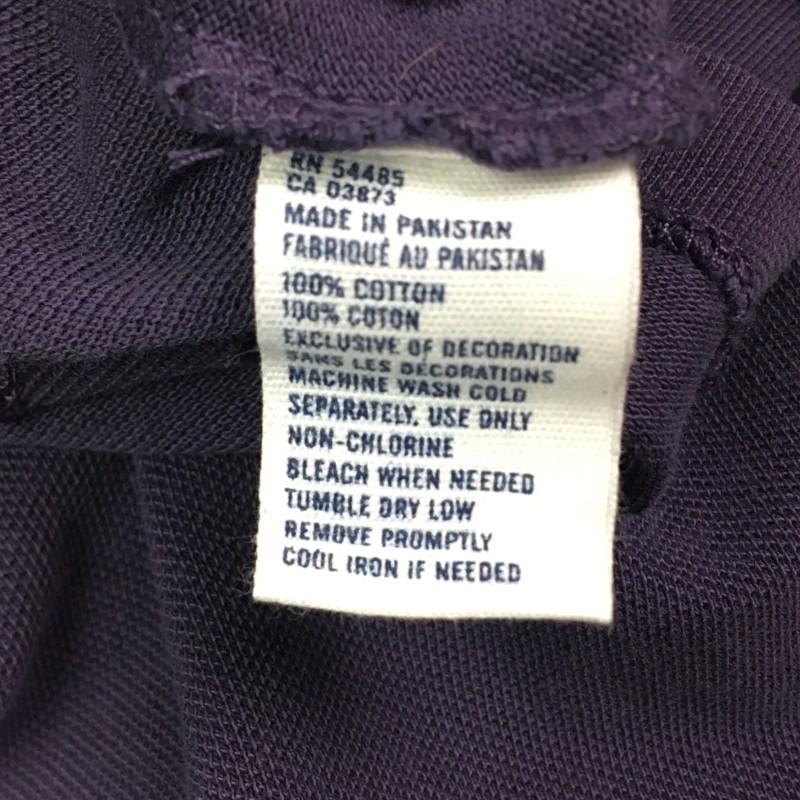 RN 54485
CA 03873
MADE IN PAKISTAN
FABRIQUÉ AU PAKISTAN
100% COTTON
100% COTON
EXCLUSIVE OF DECORATION
SANS LES DÉCORATIONS
MACHINE WASH COLD
SEPARATELY. USE ONLY
NON-CHLORINE
BLEACH WHEN NEEDED
TUMBLE DRY LOW
REMOVE PROMPTLY
COOL IRON IF NEEDED